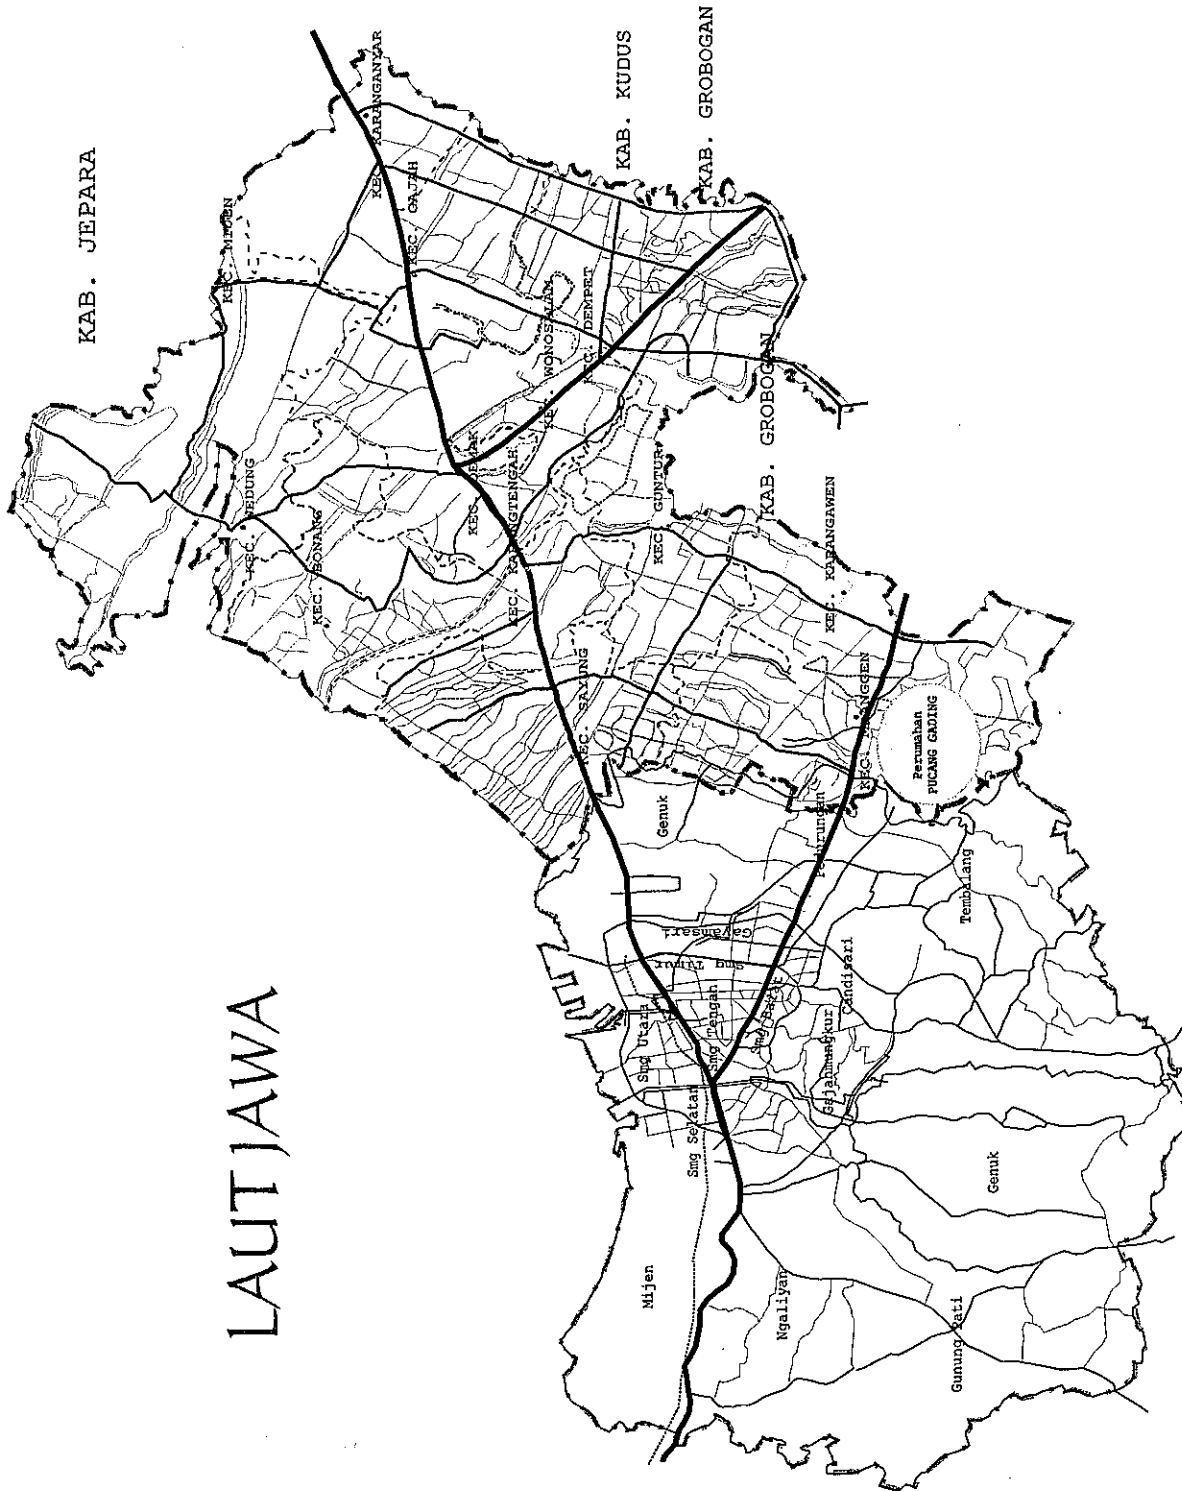 LAUT JAWA
KAB. JEPARA
KAB. KUDUS
KAB. GROBOGAN
KAB. GROBOGAN
KEC. MIJEN
KEC. KARANGANYAR
KEC. GAJAH
KEC. WONOSALAM
KEC. DEMPET
KEC. WEDUNG
KEC. BONANG
KEC. DEMAK
KEC. KARANGTENGAH
KEC. GUNTUR
KEC. SAYUNG
KEC. KARANGAWEN
KEC. MRANGGEN
Perumahan
PUCANG GADING
Genuk
Pedurungan
Tembalang
Gayamsari
Smg Timur
Candisari
Smg Utara
Smg Tengah
Smg Barat
Gajahmungkur
Smg Selatan
Genuk
Mijen
Ngaliyan
Gunung Pati